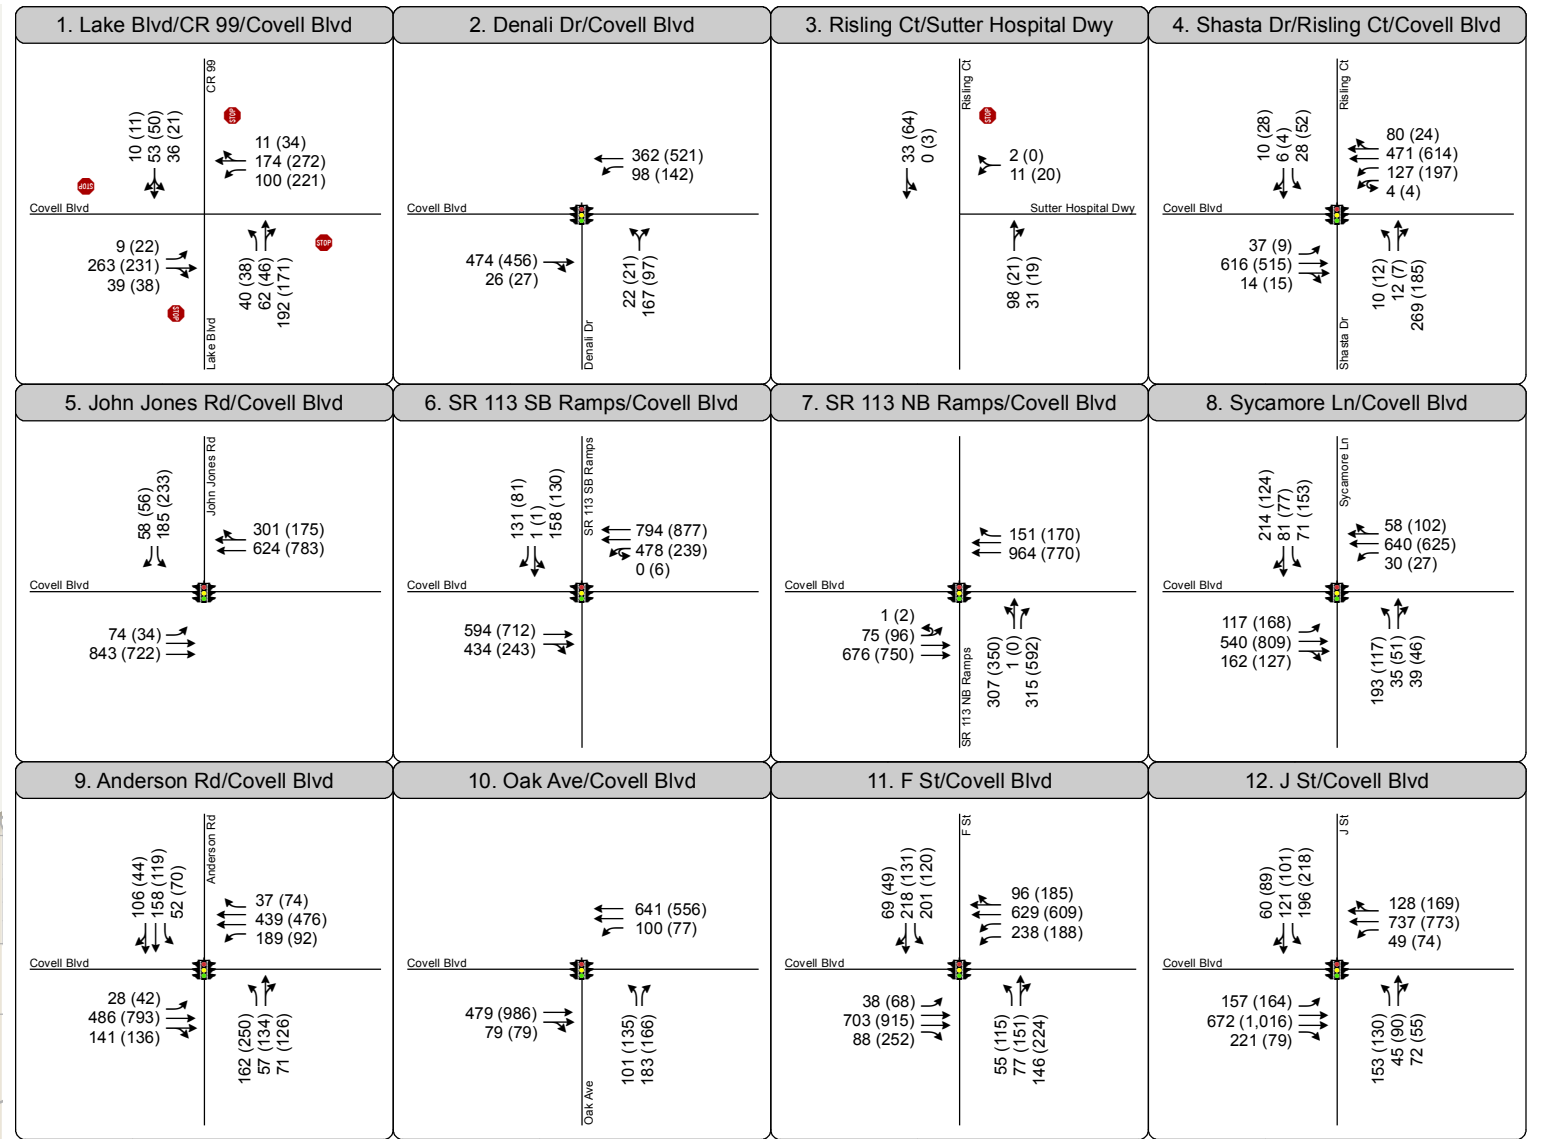 1. Lake Blvd/CR 99/Covell Blvd
CR 99
10 (11)
53 (50)
36 (21)
STOP
11 (34)
174 (272)
100 (221)
STOP
Covell Blvd
9 (22)
263 (231)
39 (38)
40 (38)
62 (46)
192 (171)
STOP
STOP
Lake Blvd
2. Denali Dr/Covell Blvd
362 (521)
98 (142)
Covell Blvd
474 (456)
26 (27)
22 (21)
167 (97)
Denali Dr
3. Risling Ct/Sutter Hospital Dwy
Risling Ct
33 (64)
0 (3)
STOP
2 (0)
11 (20)
Sutter Hospital Dwy
98 (21)
31 (19)
4. Shasta Dr/Risling Ct/Covell Blvd
Risling Ct
10 (28)
6 (4)
28 (52)
80 (24)
471 (614)
127 (197)
4 (4)
Covell Blvd
37 (9)
616 (515)
14 (15)
10 (12)
12 (7)
269 (185)
Shasta Dr
5. John Jones Rd/Covell Blvd
John Jones Rd
58 (56)
185 (233)
301 (175)
624 (783)
Covell Blvd
74 (34)
843 (722)
6. SR 113 SB Ramps/Covell Blvd
SR 113 SB Ramps
131 (81)
1 (1)
158 (130)
794 (877)
478 (239)
0 (6)
Covell Blvd
594 (712)
434 (243)
7. SR 113 NB Ramps/Covell Blvd
151 (170)
964 (770)
Covell Blvd
1 (2)
75 (96)
676 (750)
307 (350)
1 (0)
315 (592)
SR 113 NB Ramps
8. Sycamore Ln/Covell Blvd
Sycamore Ln
214 (124)
81 (77)
71 (153)
58 (102)
640 (625)
30 (27)
Covell Blvd
117 (168)
540 (809)
162 (127)
193 (117)
35 (51)
39 (46)
9. Anderson Rd/Covell Blvd
Anderson Rd
106 (44)
158 (119)
52 (70)
37 (74)
439 (476)
189 (92)
Covell Blvd
28 (42)
486 (793)
141 (136)
162 (250)
57 (134)
71 (126)
10. Oak Ave/Covell Blvd
641 (556)
100 (77)
Covell Blvd
479 (986)
79 (79)
101 (135)
183 (166)
Oak Ave
11. F St/Covell Blvd
F St
69 (49)
218 (131)
201 (120)
96 (185)
629 (609)
238 (188)
Covell Blvd
38 (68)
703 (915)
88 (252)
55 (115)
77 (151)
146 (224)
12. J St/Covell Blvd
J St
60 (89)
121 (101)
196 (218)
128 (169)
737 (773)
49 (74)
Covell Blvd
157 (164)
672 (1,016)
221 (79)
153 (130)
45 (90)
72 (55)